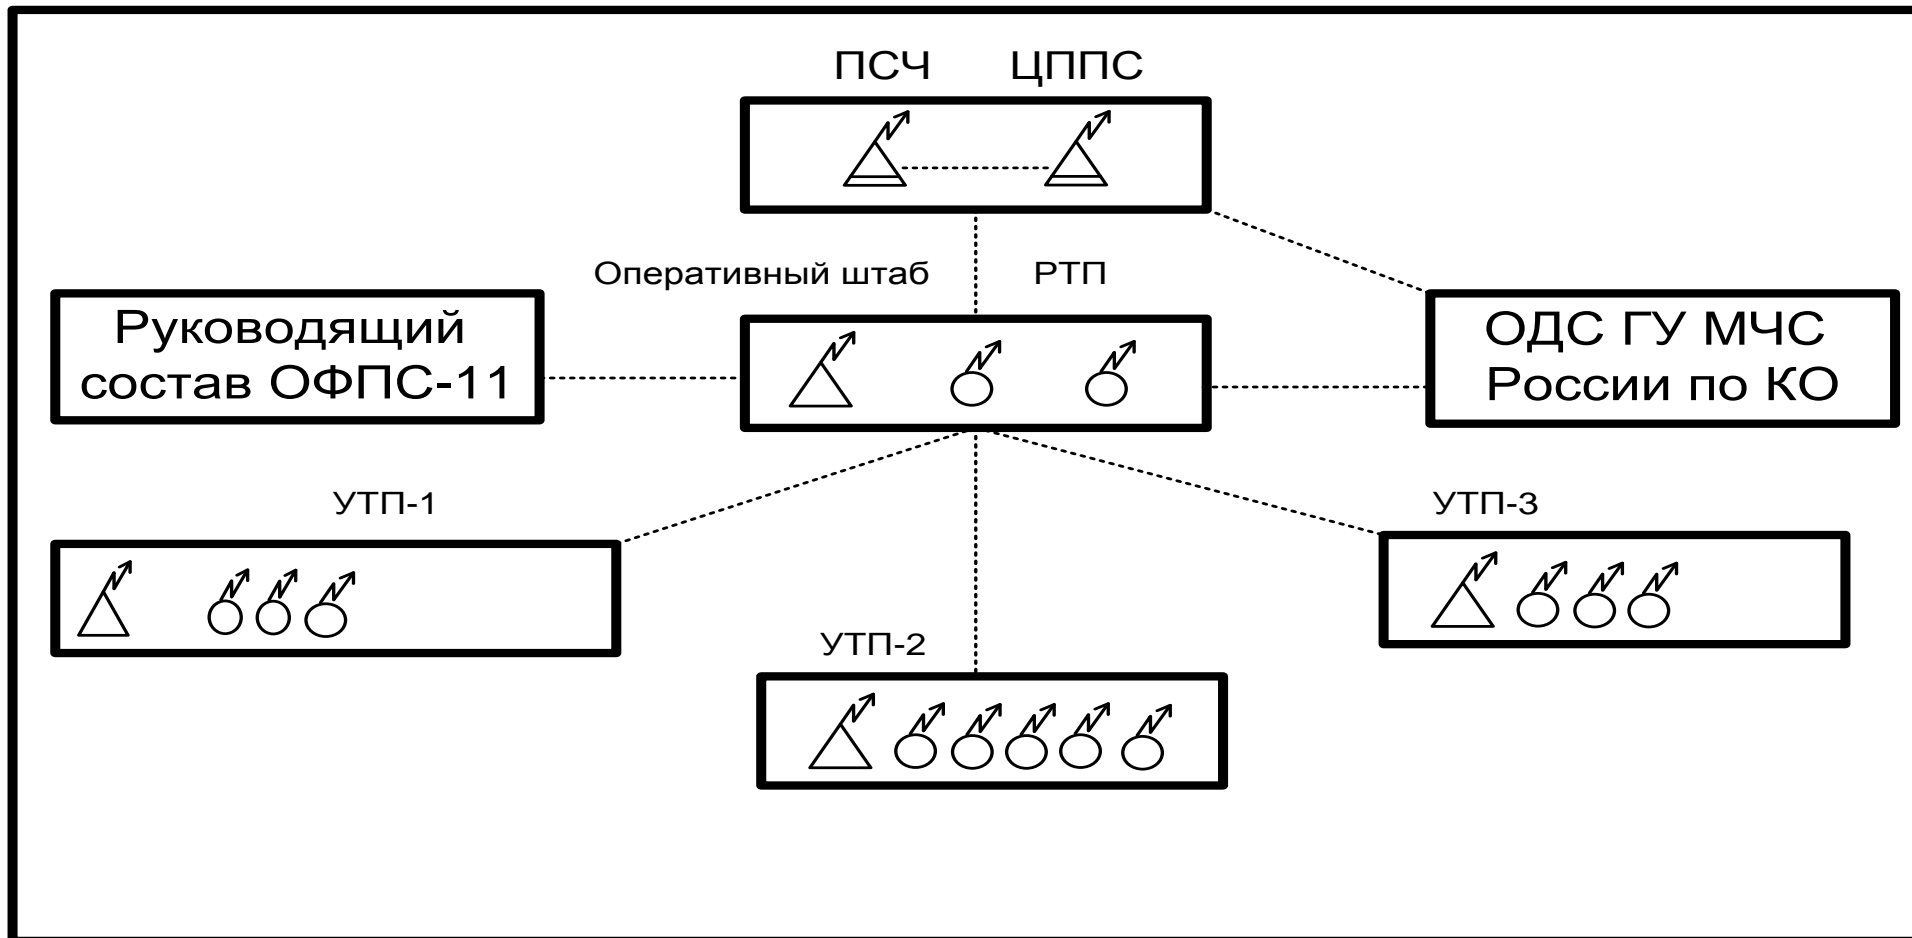 ПСЧ ЦППС
Оперативный штаб РТП
Руководящий
состав ОФПС-11
ОДС ГУ МЧС
России по КО
УТП-1
УТП-3
УТП-2